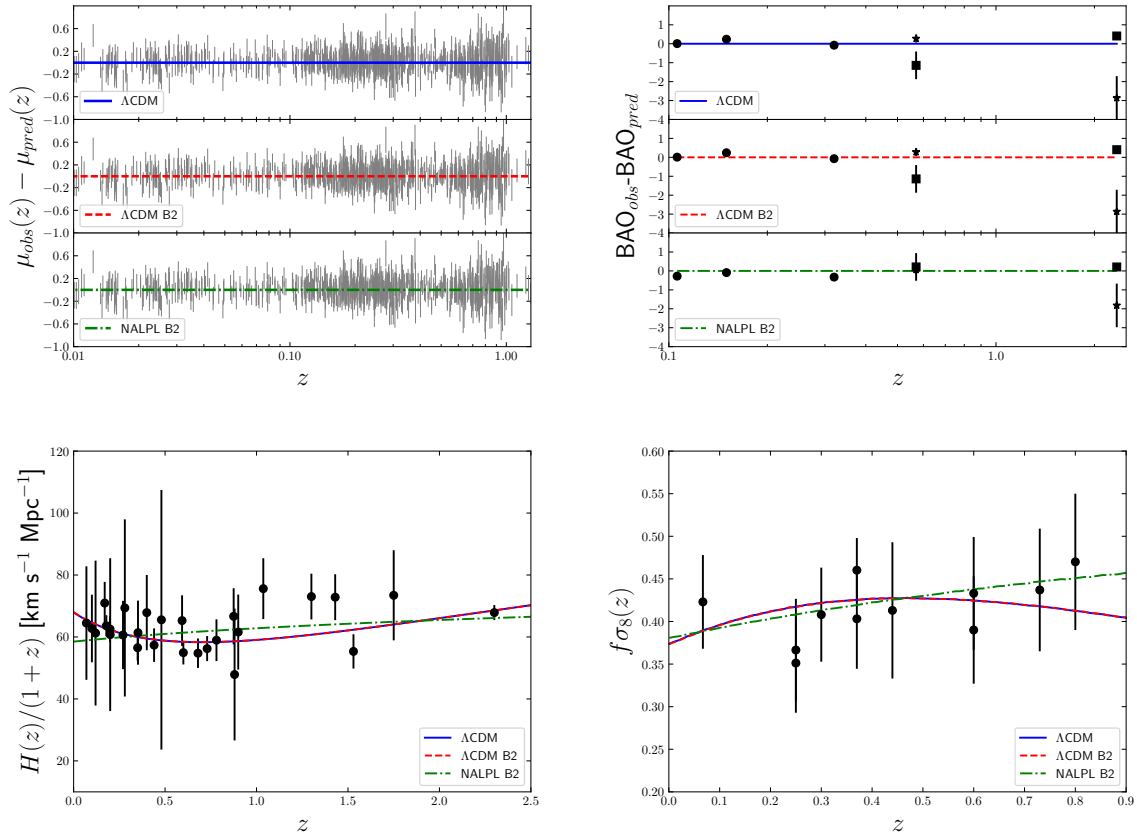 0.6
0.2
−0.2
−0.6
−1.0
ΛCDM
0.6
0.2
−0.2
−0.6
−1.0
ΛCDM B2
0.6
0.2
−0.2
−0.6
−1.0
NALPL B2
0.01 0.10 1.00
z
μobs(z) − μpred(z)
1
0
−1
−2
−3
−4
ΛCDM
1
0
−1
−2
−3
−4
ΛCDM B2
1
0
−1
−2
−3
−4
NALPL B2
0.1 1.0
z
BAOobs-BAOpred
120
100
80
60
40
20
0.0 0.5 1.0 1.5 2.0 2.5
z
H(z)/(1 + z) [km s−1 Mpc−1]
ΛCDM
ΛCDM B2
NALPL B2
0.60
0.55
0.50
0.45
0.40
0.35
0.30
0.25
0.20
0.0 0.1 0.2 0.3 0.4 0.5 0.6 0.7 0.8 0.9
z
fσ8(z)
ΛCDM
ΛCDM B2
NALPL B2